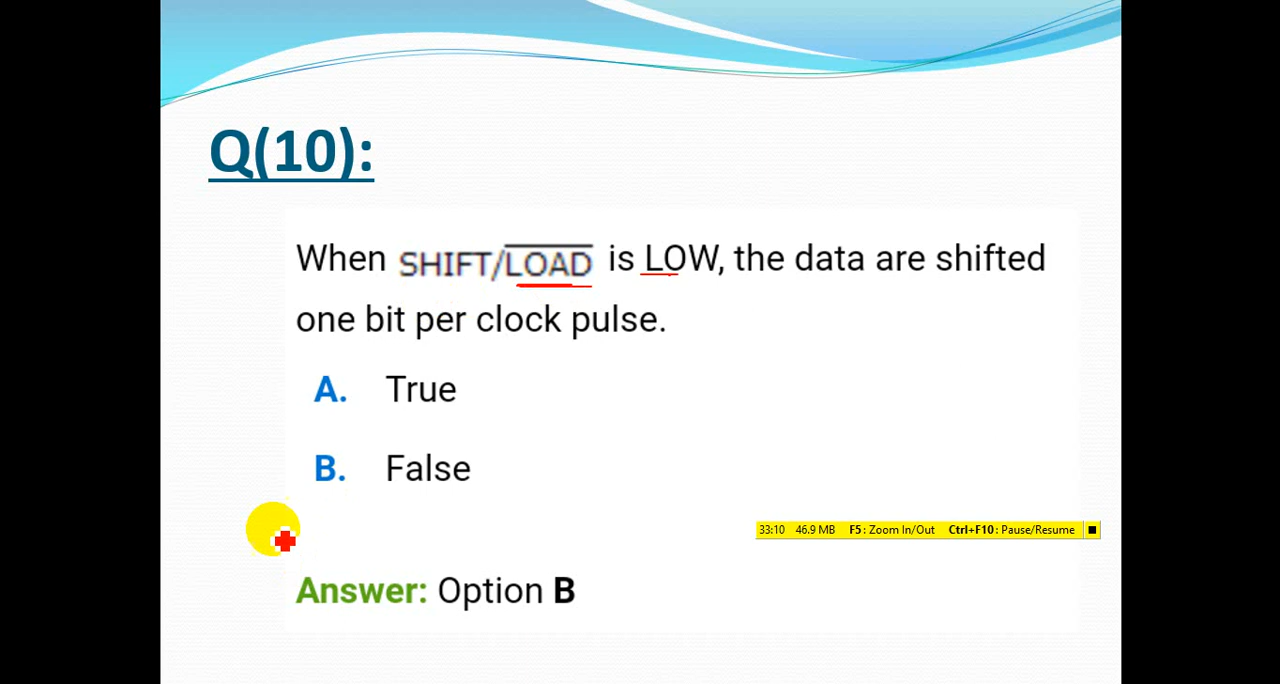 Q(10):
When SHIFT/LOAD is LOW, the data are shifted
one bit per clock pulse.
A. True
B. False
33:10 46.9 MB F5: Zoom In/Out Ctrl+F10: Pause/Resume
Answer: Option B